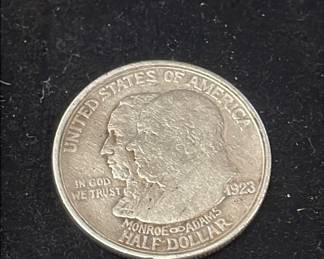 UNITED STATES OF AMERICA
IN GOD
WE TRUST
1923
MONROE ∞ ADAMS
HALF DOLLAR